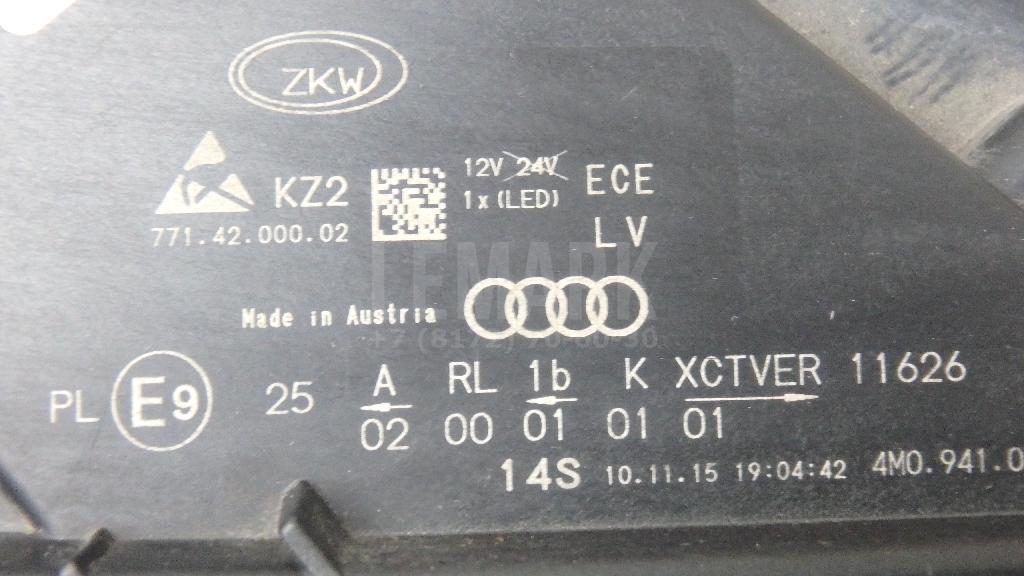 ZKW
KZ2
771.42.000.02
12V 24V
1x(LED)
ECE
LV
LEMARK
Made in Austria
PL E9 25 A RL 1b K XCTVER 11626
02 00 01 01 01
14S 10.11.15 19:04:42 4M0.941.0